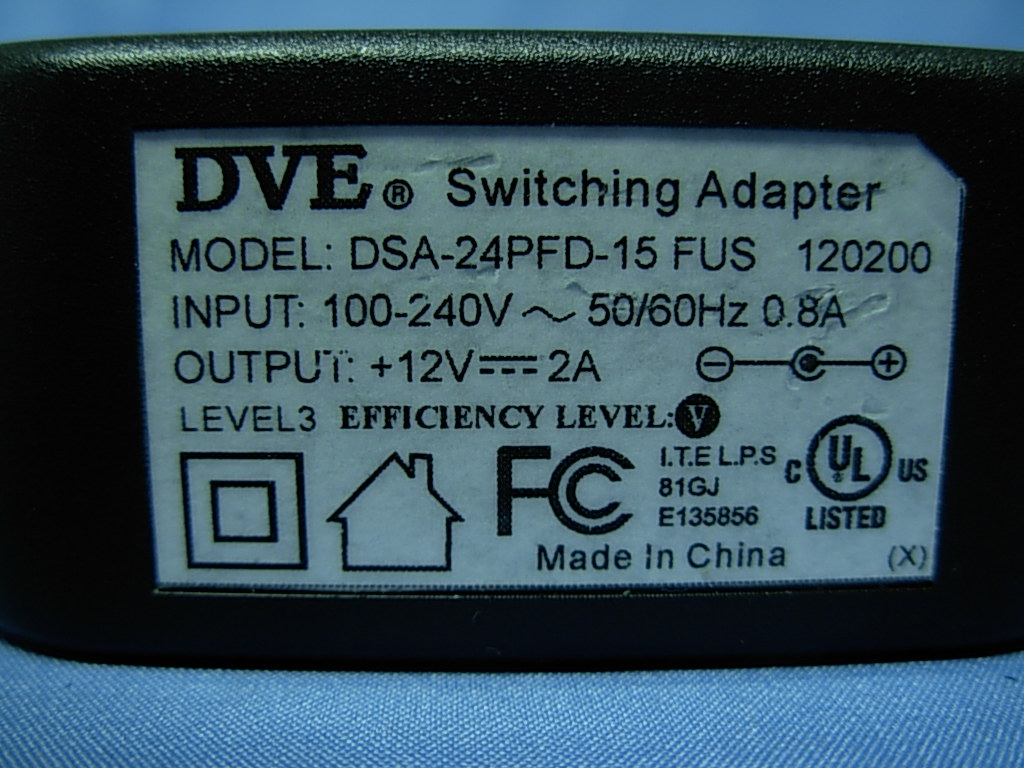 DVE® Switching Adapter
MODEL: DSA-24PFD-15 FUS 120200
INPUT: 100-240V ～ 50/60Hz 0.8A
OUTPUT: +12V⎓2A
LEVEL3 EFFICIENCY LEVEL: V
FC
I.T.E L.P.S
81GJ
E135856
C UL US
LISTED
Made In China
(X)